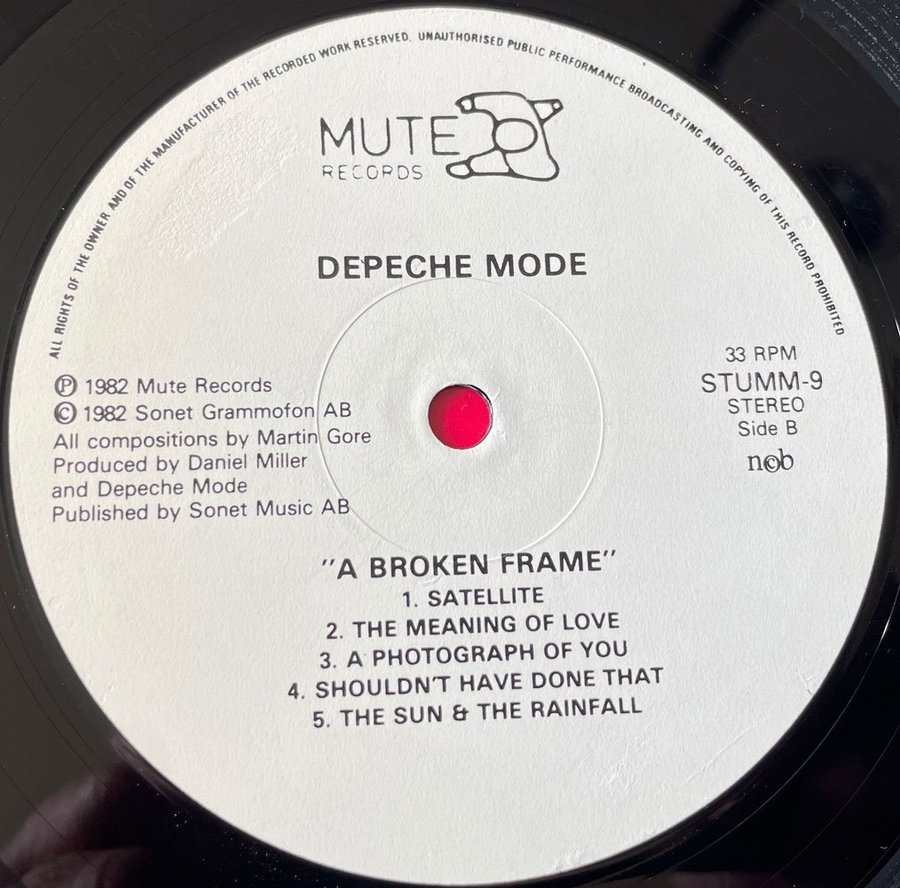 ALL RIGHTS OF THE OWNER AND OF THE MANUFACTURER OF THE RECORDED WORK RESERVED. UNAUTHORISED PUBLIC PERFORMANCE BROADCASTING AND COPYING OF THIS RECORD PROHIBITED
MUTE
RECORDS
DEPECHE MODE
℗ 1982 Mute Records
© 1982 Sonet Grammofon AB
All compositions by Martin Gore
Produced by Daniel Miller
and Depeche Mode
Published by Sonet Music AB
33 RPM
STUMM-9
STEREO
Side B
n©b
"A BROKEN FRAME"
1. SATELLITE
2. THE MEANING OF LOVE
3. A PHOTOGRAPH OF YOU
4. SHOULDN'T HAVE DONE THAT
5. THE SUN & THE RAINFALL